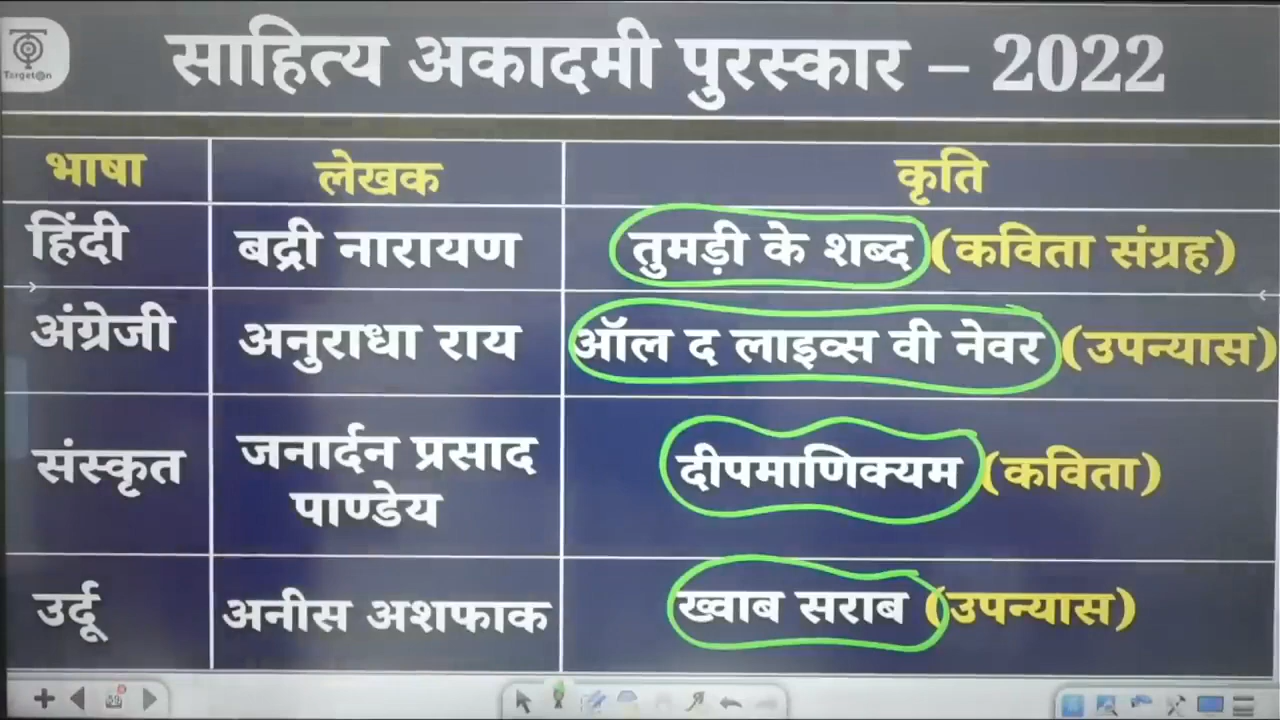 Target@n
साहित्य अकादमी पुरस्कार – 2022
भाषा लेखक कृति
हिंदी बद्री नारायण तुमड़ी के शब्द (कविता संग्रह)
अंग्रेजी अनुराधा राय ऑल द लाइव्स वी नेवर (उपन्यास)
संस्कृत जनार्दन प्रसाद पाण्डेय दीपमाणिक्यम (कविता)
उर्दू अनीस अशफाक ख्वाब सराब (उपन्यास)